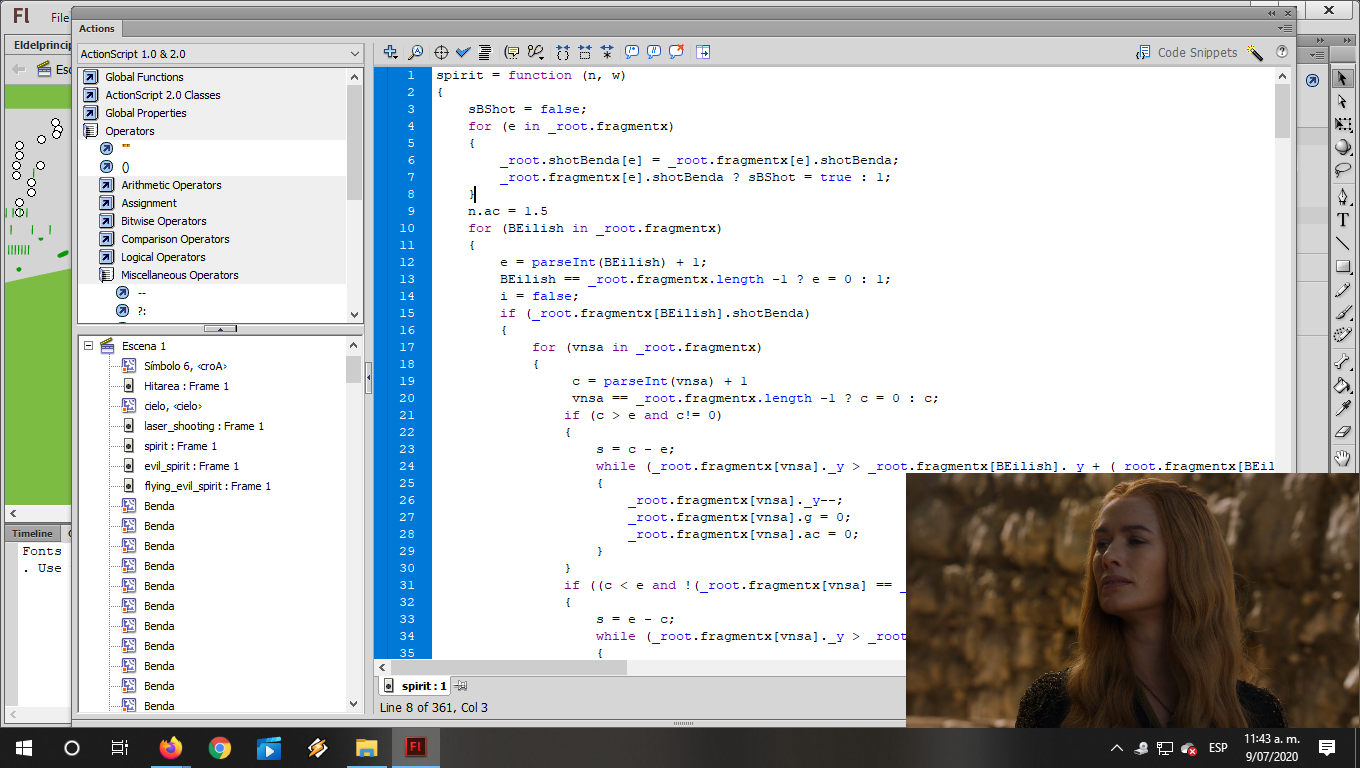 Fl
File
Actions
Eldelprincip
Esc
ActionScript 1.0 & 2.0
Global Functions
ActionScript 2.0 Classes
Global Properties
Operators
""
()
Arithmetic Operators
Assignment
Bitwise Operators
Comparison Operators
Logical Operators
Miscellaneous Operators
--
?:
Escena 1
Símbolo 6, <croA>
Hitarea : Frame 1
cielo, <cielo>
laser_shooting : Frame 1
spirit : Frame 1
evil_spirit : Frame 1
flying_evil_spirit : Frame 1
Benda
Benda
Benda
Benda
Benda
Benda
Benda
Benda
Benda
Benda
Benda
Timeline
Fonts
. Use
Code Snippets
1 spirit = function (n, w)
2 {
3 sBShot = false;
4 for (e in _root.fragmentx)
5 {
6 _root.shotBenda[e] = _root.fragmentx[e].shotBenda;
7 _root.fragmentx[e].shotBenda ? sBShot = true : 1;
8 }
9 n.ac = 1.5
10 for (BEilish in _root.fragmentx)
11 {
12 e = parseInt(BEilish) + 1;
13 BEilish == _root.fragmentx.length -1 ? e = 0 : 1;
14 i = false;
15 if (_root.fragmentx[BEilish].shotBenda)
16 {
17 for (vnsa in _root.fragmentx)
18 {
19 c = parseInt(vnsa) + 1
20 vnsa == _root.fragmentx.length -1 ? c = 0 : c;
21 if (c > e and c!= 0)
22 {
23 s = c - e;
24 while (_root.fragmentx[vnsa]._y > _root.fragmentx[BEilish]._y + (_root.fragmentx[BEil
25 {
26 _root.fragmentx[vnsa]._y--;
27 _root.fragmentx[vnsa].g = 0;
28 _root.fragmentx[vnsa].ac = 0;
29 }
30 }
31 if ((c < e and !(_root.fragmentx[vnsa] == _
32 {
33 s = e - c;
34 while (_root.fragmentx[vnsa]._y > _root
35 {
spirit : 1
Line 8 of 361, Col 3
Fl
ESP
11:43 a. m.
9/07/2020